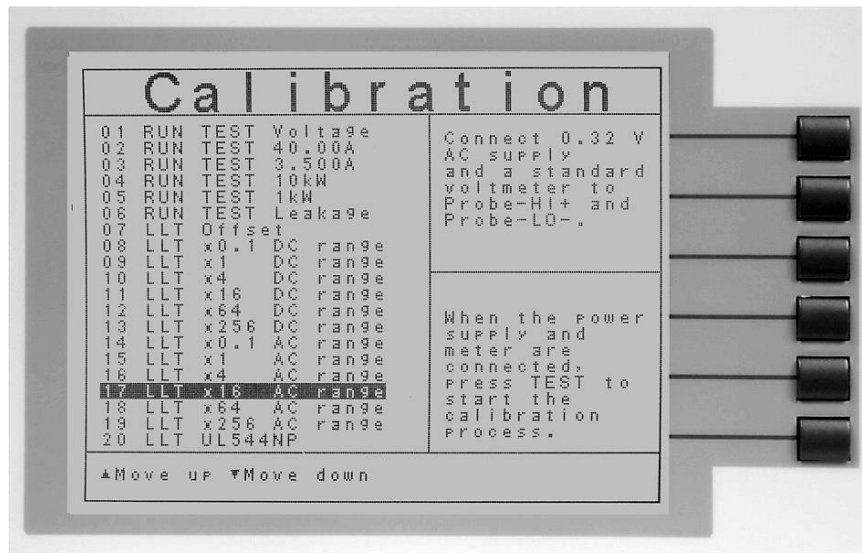 Calibration
01 RUN TEST Voltage
02 RUN TEST 40.00A
03 RUN TEST 3.500A
04 RUN TEST 10kW
05 RUN TEST 1kW
06 RUN TEST Leakage
07 LLT Offset
08 LLT x0.1 DC range
09 LLT x1 DC range
10 LLT x4 DC range
11 LLT x16 DC range
12 LLT x64 DC range
13 LLT x256 DC range
14 LLT x0.1 AC range
15 LLT x1 AC range
16 LLT x4 AC range
17 LLT x16 AC range
18 LLT x64 AC range
19 LLT x256 AC range
20 LLT UL544NP
Connect 0.32 V
AC supply
and a standard
voltmeter to
Probe-HI+ and
Probe-LO-.
When the power
supply and
meter are
connected,
press TEST to
start the
calibration
process.
▲Move up ▼Move down